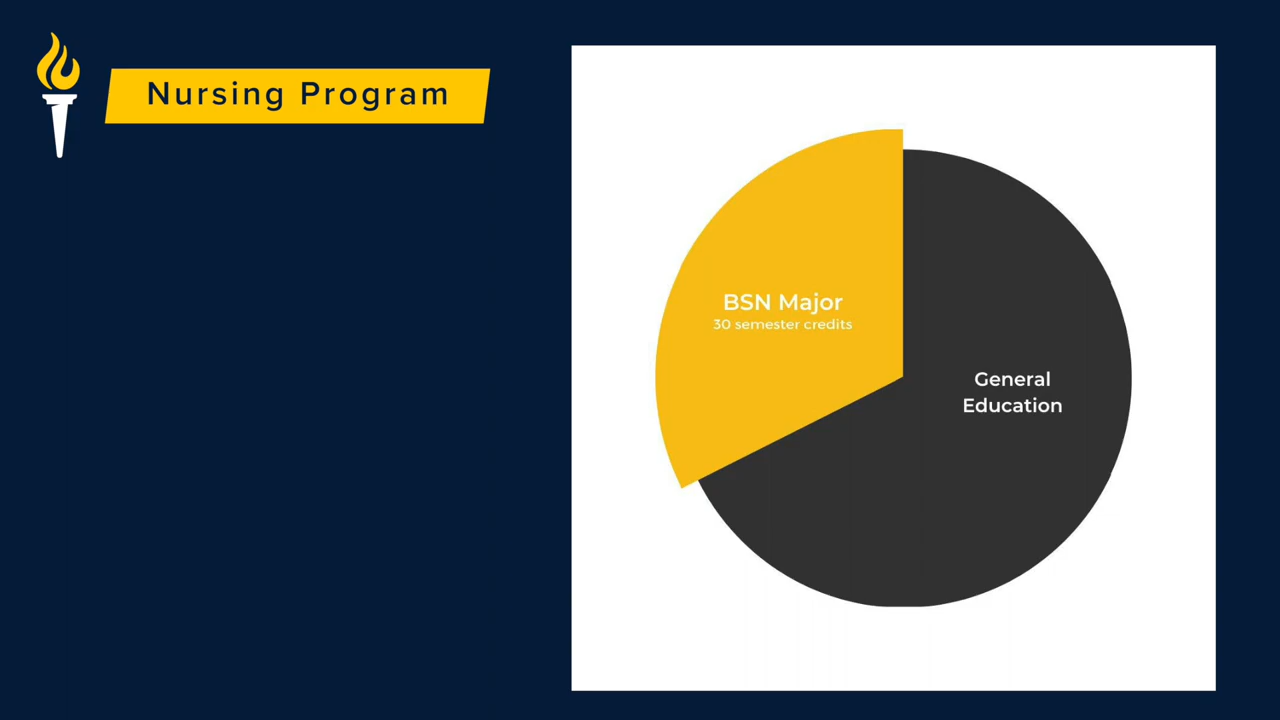 Nursing Program
BSN Major
30 semester credits
General
Education